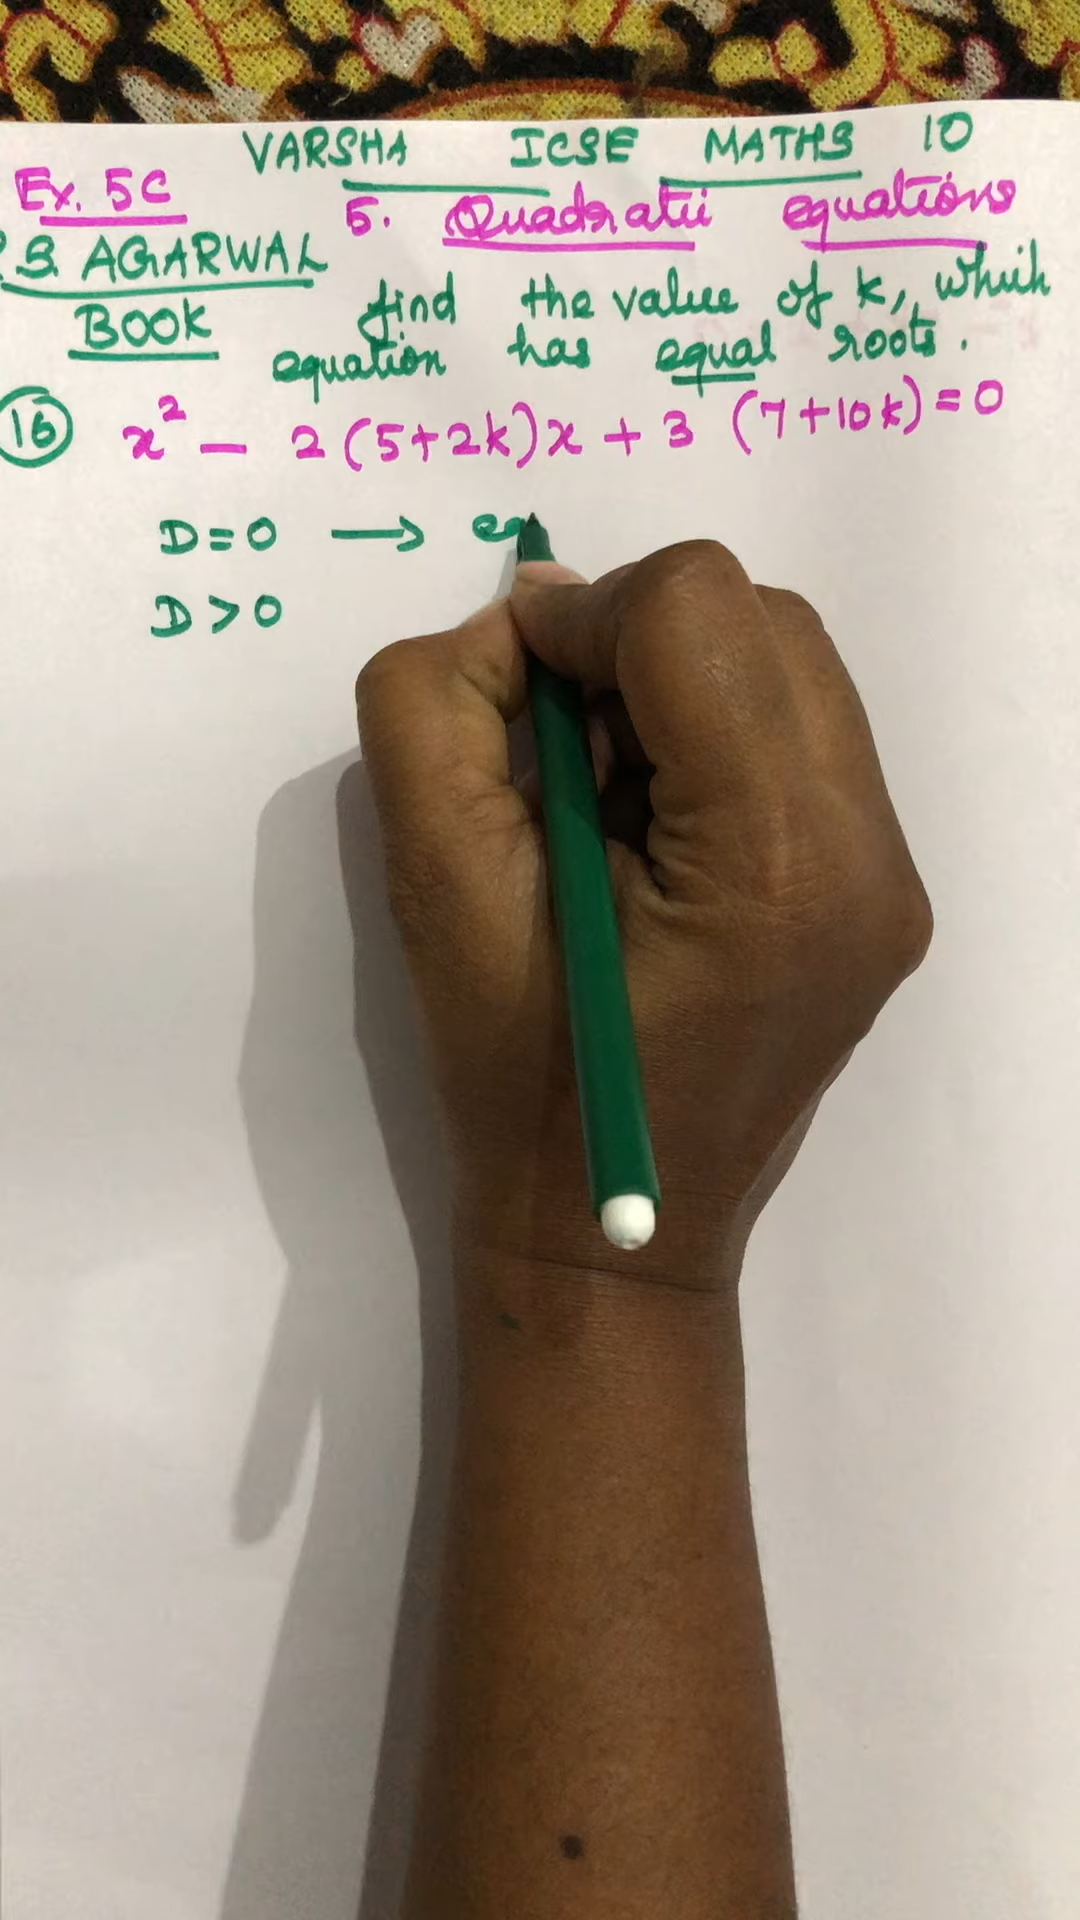 VARSHA ICSE MATHS 10
Ex. 5C
5. Quadratic equations
S. AGARWAL
BOOK
find the value of k, which
equation has equal roots.
16 x² - 2(5+2k)x + 3 (7+10k) = 0
D = 0 → eq
D > 0